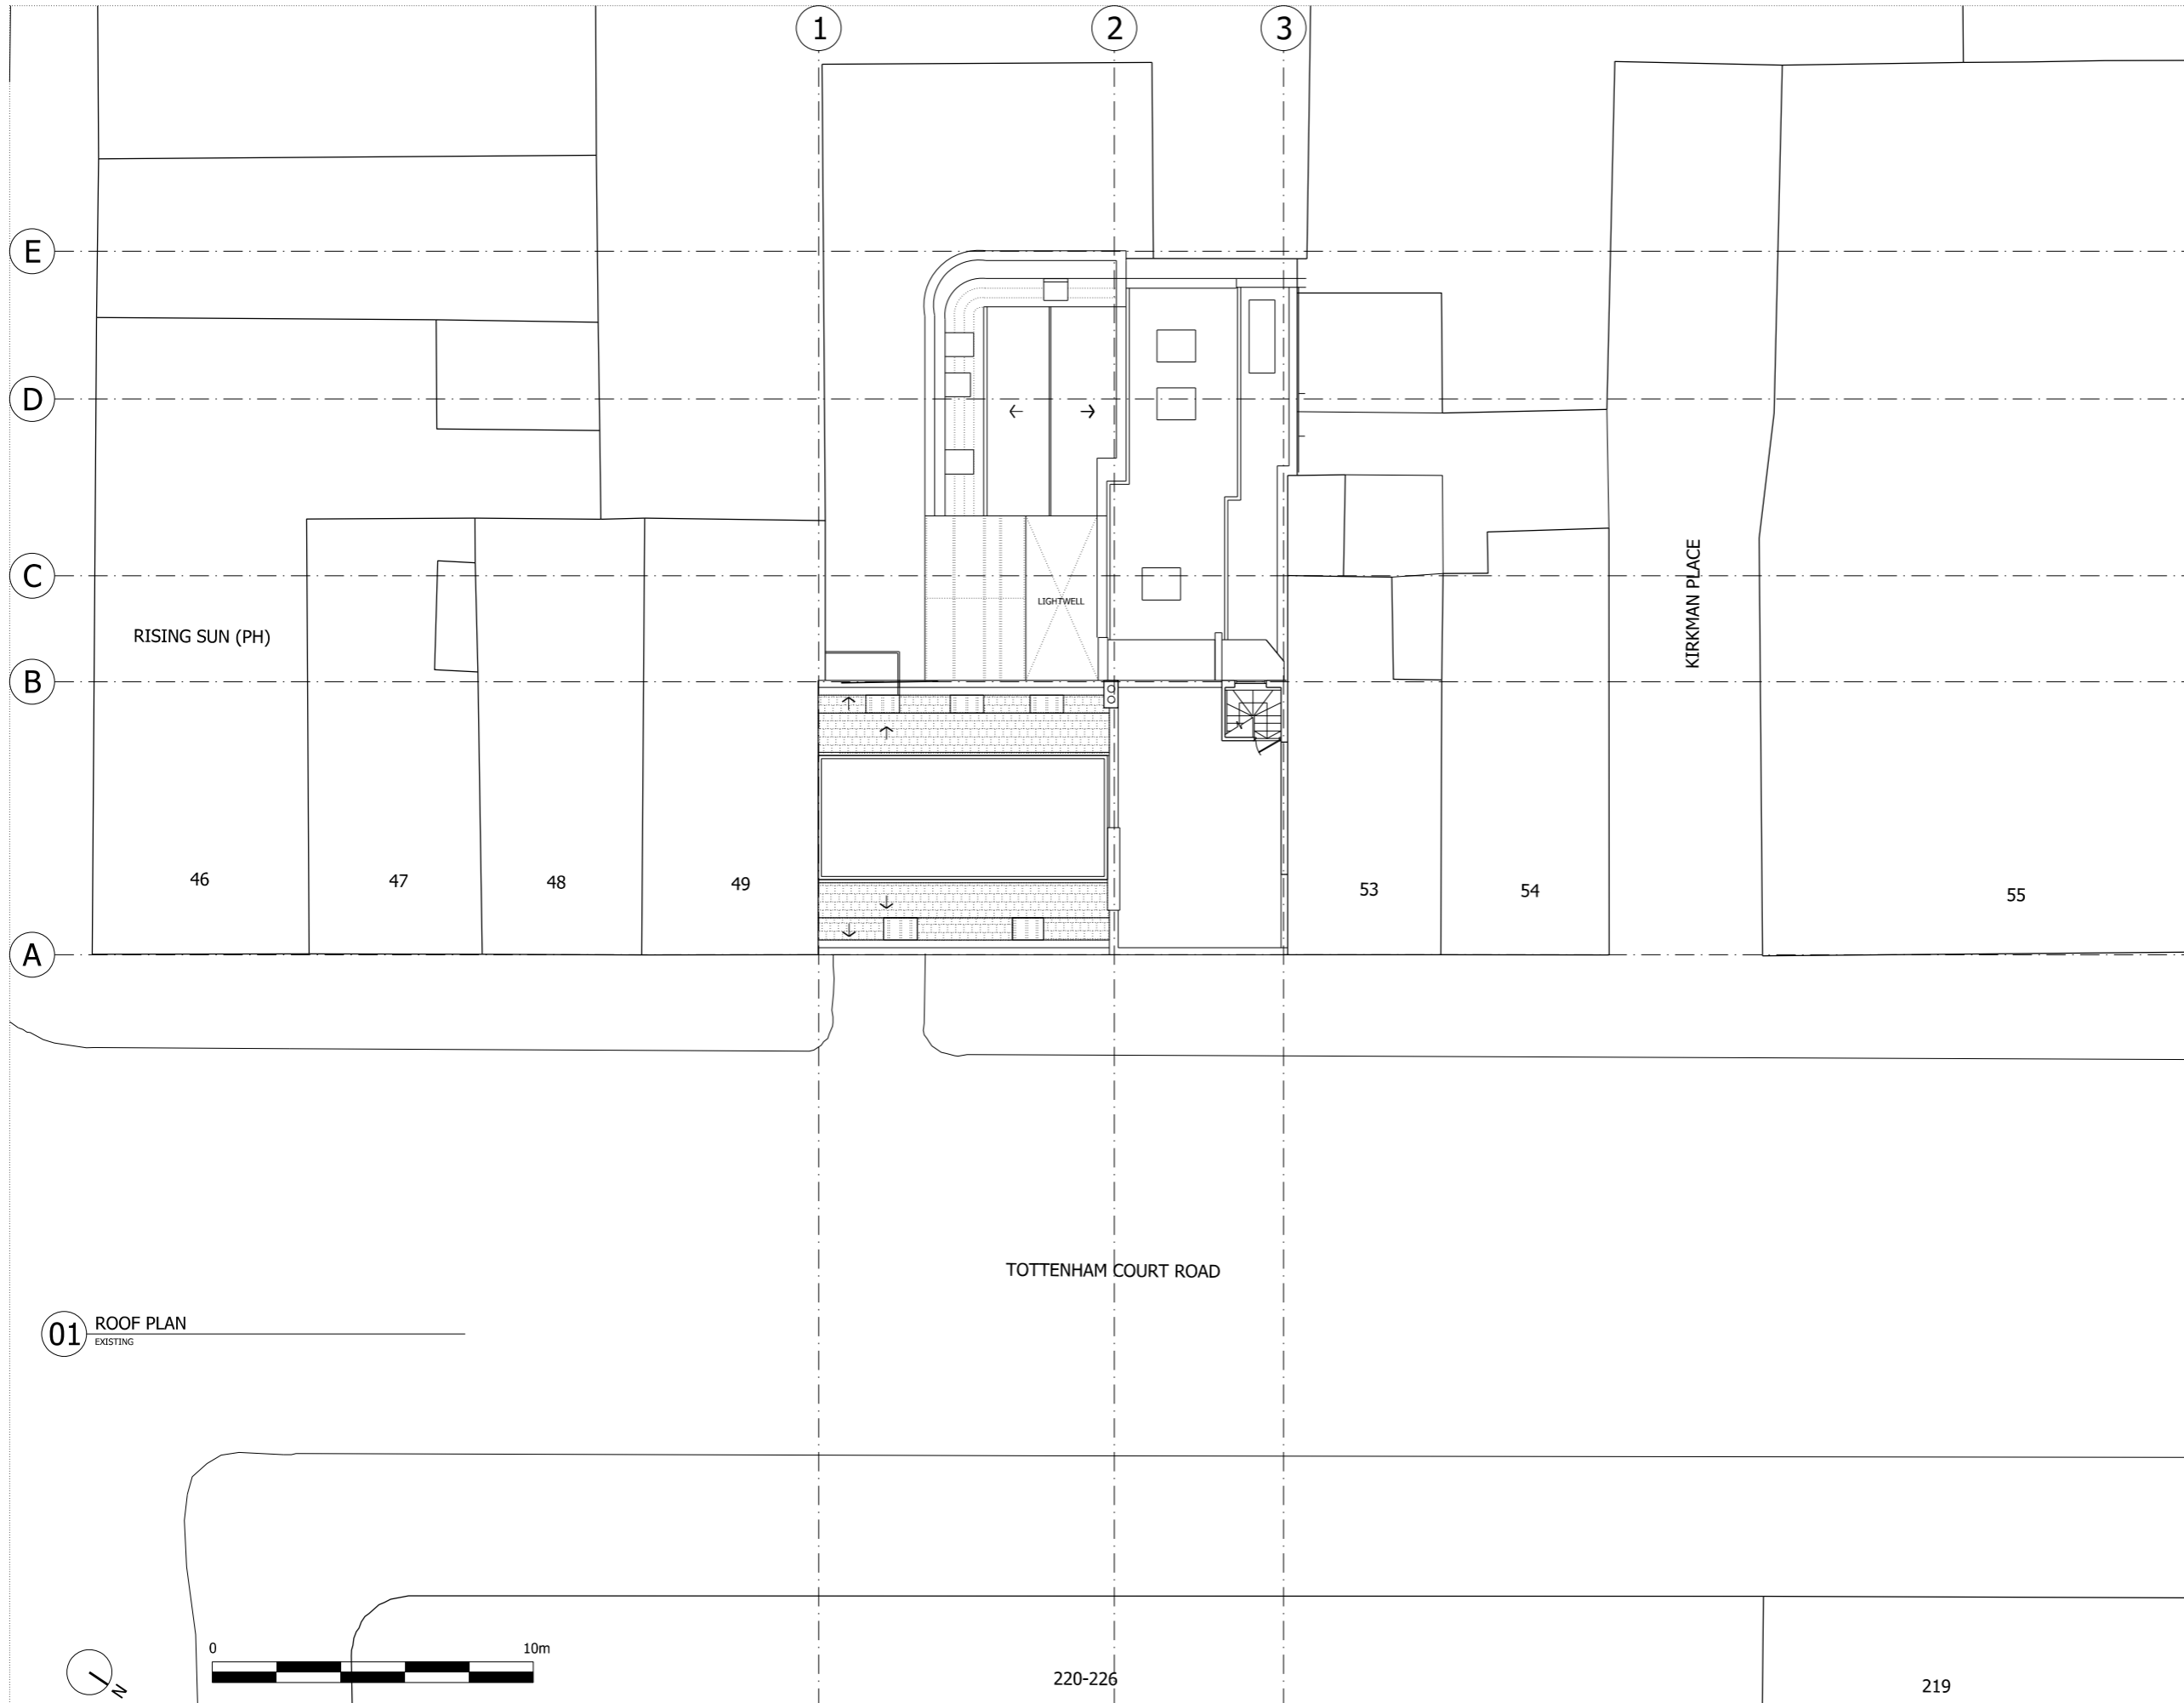 1
2
3
E
D
C
KIRKMAN PLACE
LIGHTWELL
RISING SUN (PH)
B
46
47
48
49
53
54
55
A
TOTTENHAM COURT ROAD
01
ROOF PLAN
EXISTING
0
10m
N
220-226
219